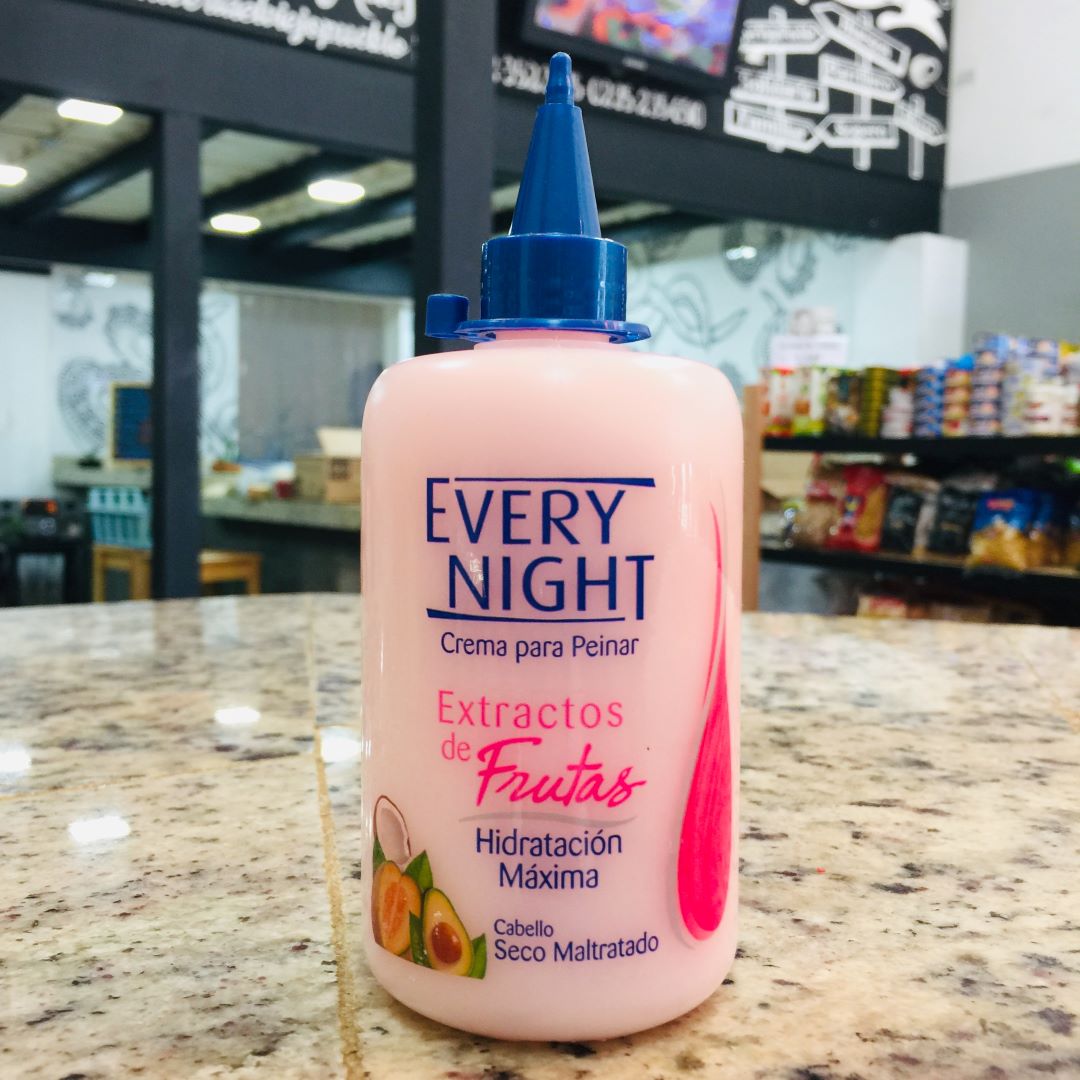 EVERY
NIGHT
Crema para Peinar
Extractos
de Frutas
Hidratación
Máxima
Cabello
Seco Maltratado